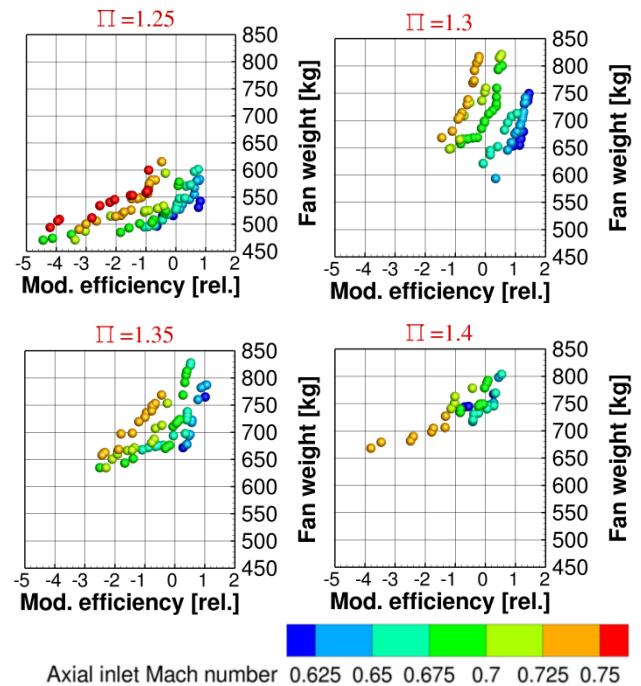 Π =1.25
850
800
750
700
650
600
550
500
450
Fan weight [kg]
-5 -4 -3 -2 -1 0 1 2
Mod. efficiency [rel.]
Π =1.3
850
800
750
700
650
600
550
500
450
Fan weight [kg]
-5 -4 -3 -2 -1 0 1 2
Mod. efficiency [rel.]
Π =1.35
850
800
750
700
650
600
550
500
450
Fan weight [kg]
-5 -4 -3 -2 -1 0 1 2
Mod. efficiency [rel.]
Π =1.4
850
800
750
700
650
600
550
500
450
Fan weight [kg]
-5 -4 -3 -2 -1 0 1 2
Mod. efficiency [rel.]
Axial inlet Mach number 0.625 0.65 0.675 0.7 0.725 0.75